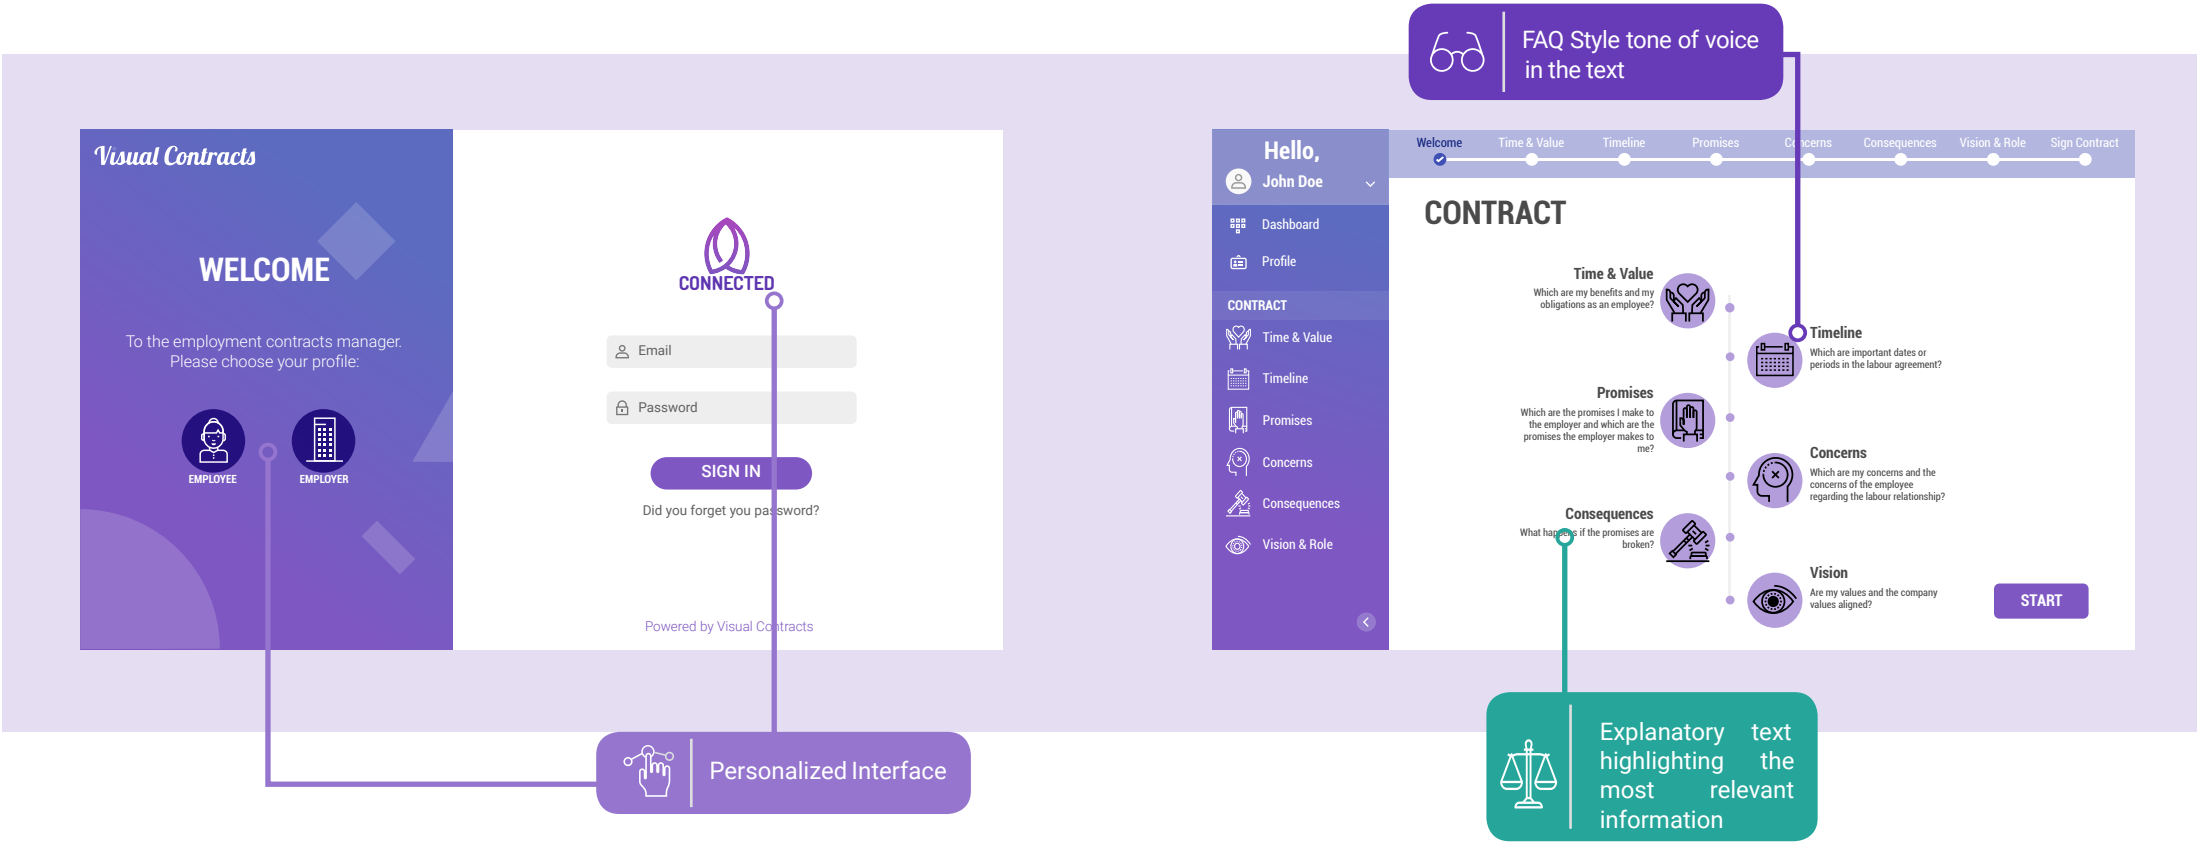 FAQ Style tone of voice
in the text
Visual Contracts
WELCOME
To the employment contracts manager.
Please choose your profile:
EMPLOYEE
EMPLOYER
CONNECTED
Email
Password
SIGN IN
Did you forget you password?
Powered by Visual Contracts
Personalized Interface
Hello,
John Doe
Dashboard
Profile
CONTRACT
Time & Value
Timeline
Promises
Concerns
Consequences
Vision & Role
Welcome
Time & Value
Timeline
Promises
Concerns
Consequences
Vision & Role
Sign Contract
CONTRACT
Time & Value
Which are my benefits and my
obligations as an employee?
Timeline
Which are important dates or
periods in the labour agreement?
Promises
Which are the promises I make to
the employer and which are the
promises the employer makes to
me?
Concerns
Which are my concerns and the
concerns of the employee
regarding the labour relationship?
Consequences
What happens if the promises are
broken?
Vision
Are my values and the company
values aligned?
START
Explanatory text
highlighting the
most relevant
information